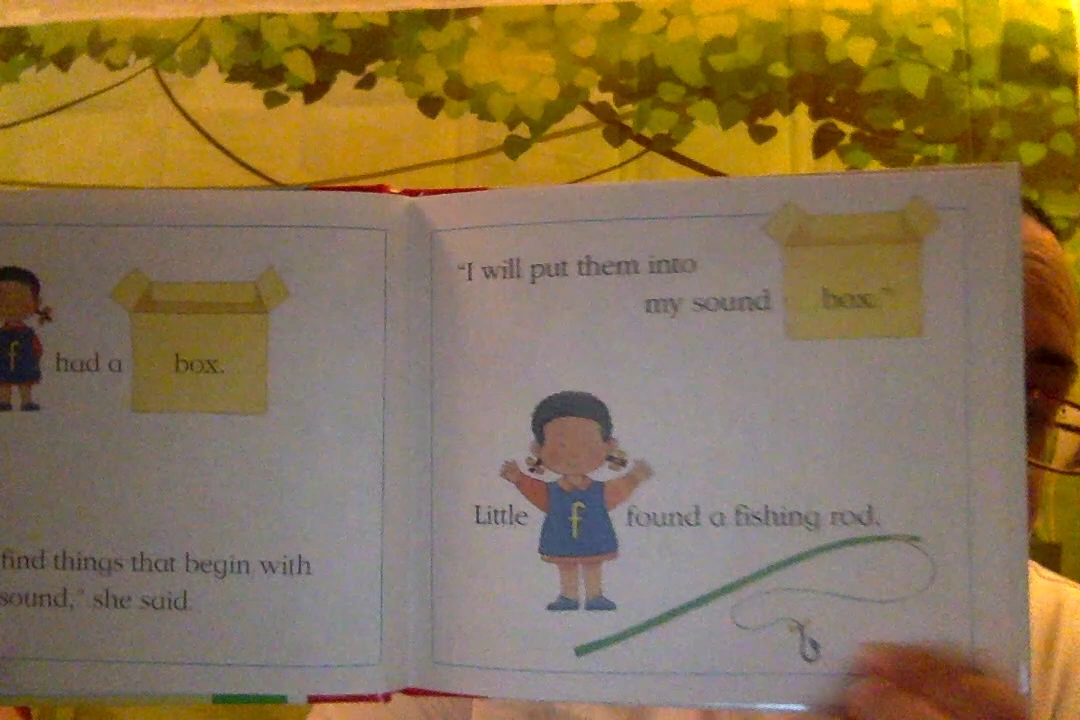 f had a box.
find things that begin with
sound," she said.
"I will put them into
my sound box."
Little f found a fishing rod.